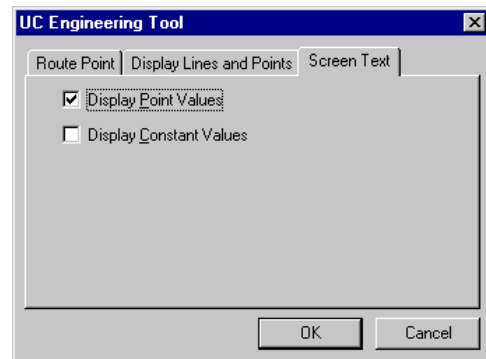 UC Engineering Tool
Route Point Display Lines and Points Screen Text
Display Point Values
Display Constant Values
OK Cancel